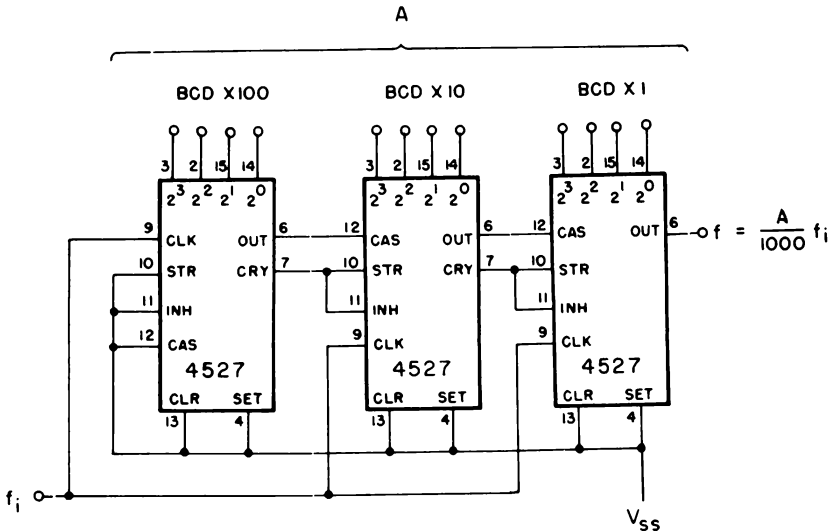 A
BCD X100 BCD X10 BCD X1
3 2 15 14 3 2 15 14 3 2 15 14
2³ 2² 2¹ 2⁰ 2³ 2² 2¹ 2⁰ 2³ 2² 2¹ 2⁰
9 CLK OUT 6 12 CAS OUT 6 12 CAS OUT 6 f = A/1000 fᵢ
10 STR CRY 7 10 STR CRY 7 10 STR
11 INH 11 INH 11 INH
12 CAS 9 CLK 9 CLK
4527 4527 4527
CLR SET CLR SET CLR SET
13 4 13 4 13 4
fᵢ VSS